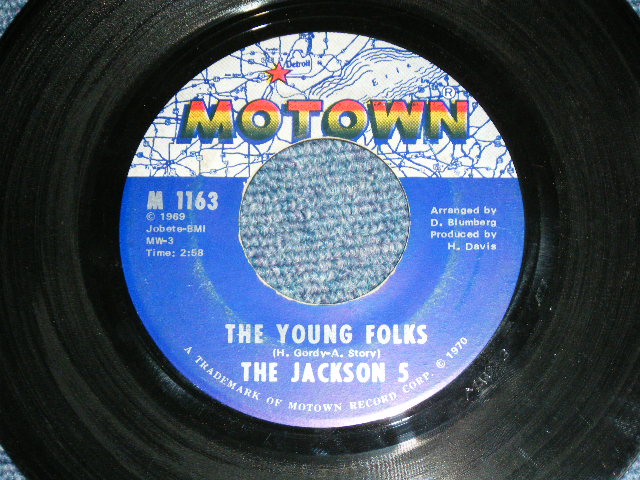 Detroit
ERIE
MOTOWN®
M 1163
© 1969
Jobete-BMI
MW-3
Time: 2:58
Arranged by
D. Blumberg
Produced by
H. Davis
THE YOUNG FOLKS
(H. Gordy-A. Story)
THE JACKSON 5
A TRADEMARK OF MOTOWN RECORD CORP. © 1970